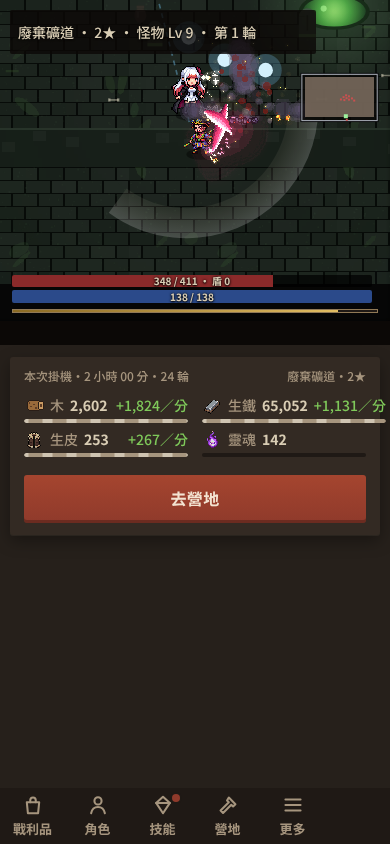 廢棄礦道 • 2★ • 怪物 Lv 9 • 第 1 輪
348 / 411 • 盾 0
138 / 138
本次掛機 • 2 小時 00 分 • 24 輪 廢棄礦道 • 2★
木 2,602 +1,824／分 生鐵 65,052 +1,131／分
生皮 253 +267／分 靈魂 142
去營地
戰利品 角色 技能 營地 更多